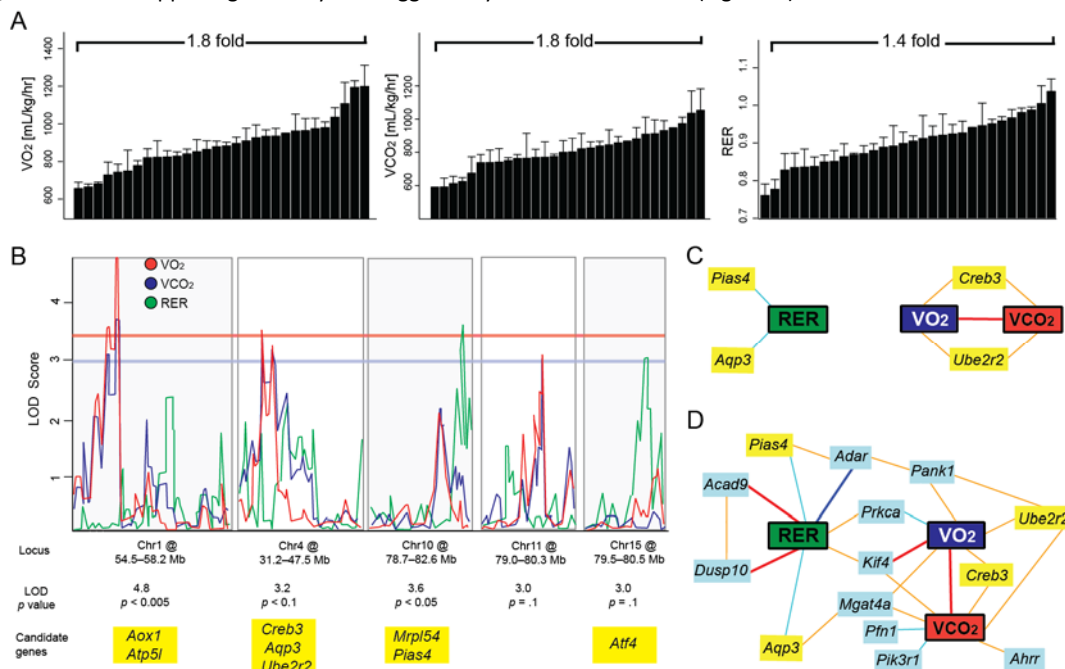 A
1.8 fold
1.8 fold
1.4 fold
VO2 [mL/kg/hr]
600 800 1000 1200 1400
VCO2 [mL/kg/hr]
600 800 1000 1200
RER
0.7 0.8 0.9 1.0 1.1
B
VO2
VCO2
RER
LOD Score
4
3
2
1
Locus
Chr1 @
54.5–58.2 Mb
Chr4 @
31.2–47.5 Mb
Chr10 @
78.7–82.6 Mb
Chr11 @
79.0–80.3 Mb
Chr15 @
79.5–80.5 Mb
LOD
p value
4.8
p < 0.005
3.2
p < 0.1
3.6
p < 0.05
3.0
p = .1
3.0
p = .1
Candidate
genes
Aox1
Atp5l
Creb3
Aqp3
Ube2r2
Mrpl54
Pias4
Atf4
C
Pias4
RER
Aqp3
Creb3
VO2
VCO2
Ube2r2
D
Pias4
Adar
Acad9
Pank1
Prkca
Ube2r2
RER
VO2
Dusp10
Kif4
Creb3
Mgat4a
Aqp3
Pfn1
VCO2
Pik3r1
Ahrr